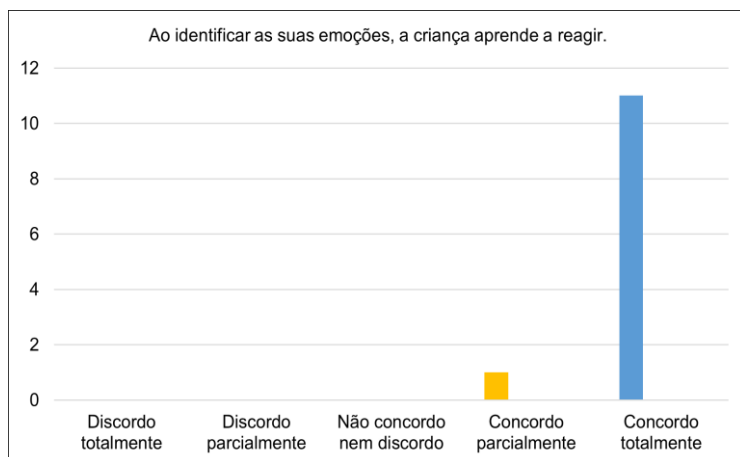 Ao identificar as suas emoções, a criança aprende a reagir.
12
10
8
6
4
2
0
Discordo totalmente
Discordo parcialmente
Não concordo nem discordo
Concordo parcialmente
Concordo totalmente